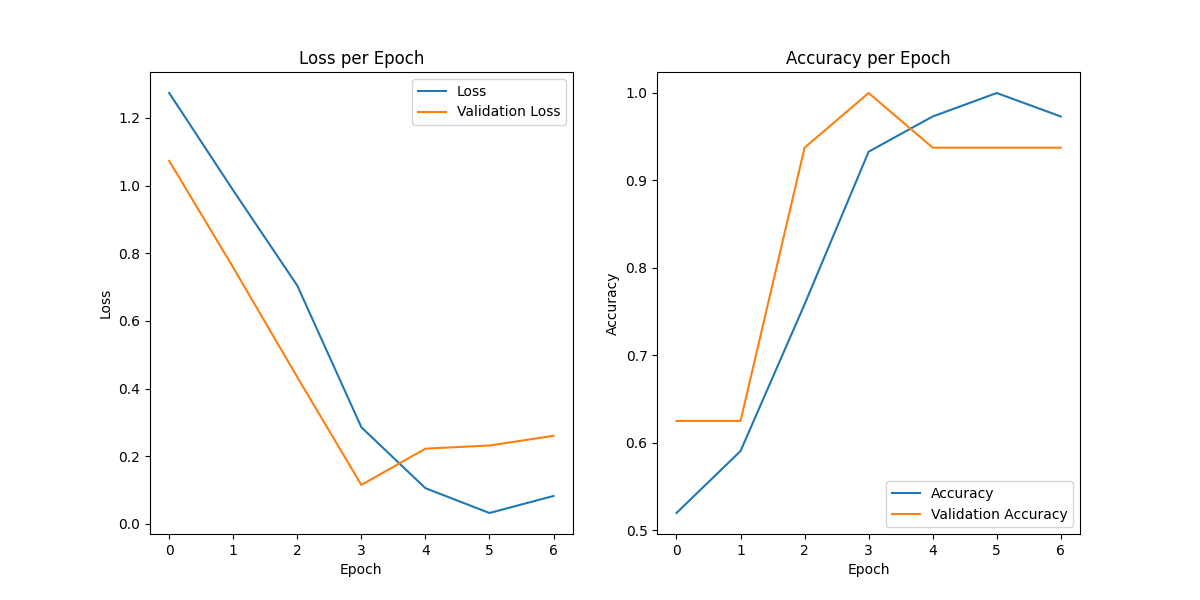 Loss per Epoch
Loss
Validation Loss
1.2
1.0
0.8
0.6
0.4
0.2
0.0
Loss
0 1 2 3 4 5 6
Epoch
Accuracy per Epoch
1.0
0.9
0.8
0.7
0.6
0.5
Accuracy
Accuracy
Validation Accuracy
0 1 2 3 4 5 6
Epoch